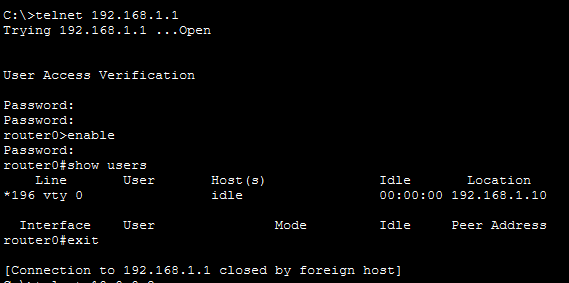 C:\>telnet 192.168.1.1
Trying 192.168.1.1 ...Open
User Access Verification
Password:
Password:
router0>enable
Password:
router0#show users
Line User Host(s) Idle Location
*196 vty 0 idle 00:00:00 192.168.1.10
Interface User Mode Idle Peer Address
router0#exit
[Connection to 192.168.1.1 closed by foreign host]